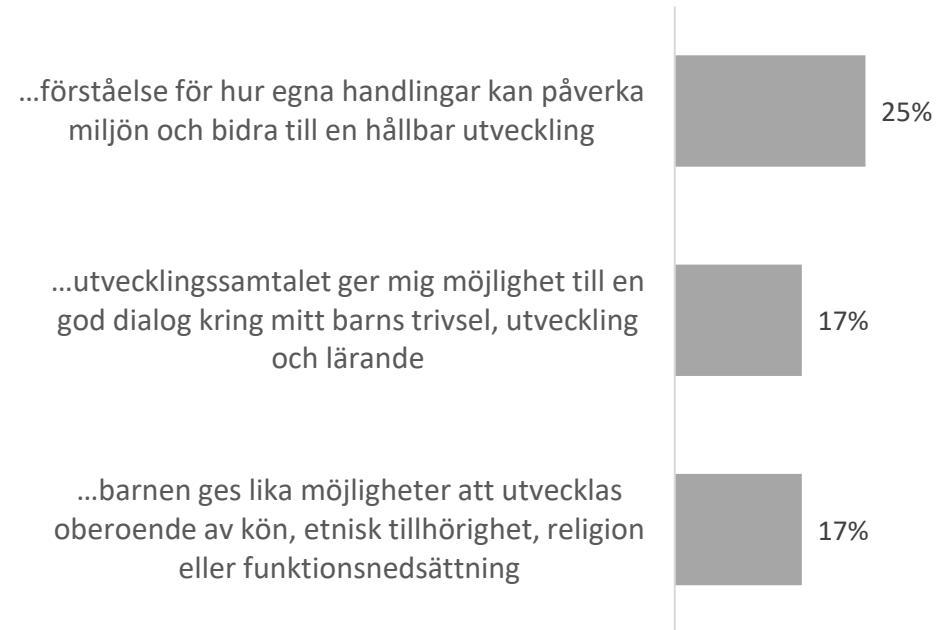 ...förståelse för hur egna handlingar kan påverka
miljön och bidra till en hållbar utveckling
25%
...utvecklingssamtalet ger mig möjlighet till en
god dialog kring mitt barns trivsel, utveckling
och lärande
17%
...barnen ges lika möjligheter att utvecklas
oberoende av kön, etnisk tillhörighet, religion
eller funktionsnedsättning
17%